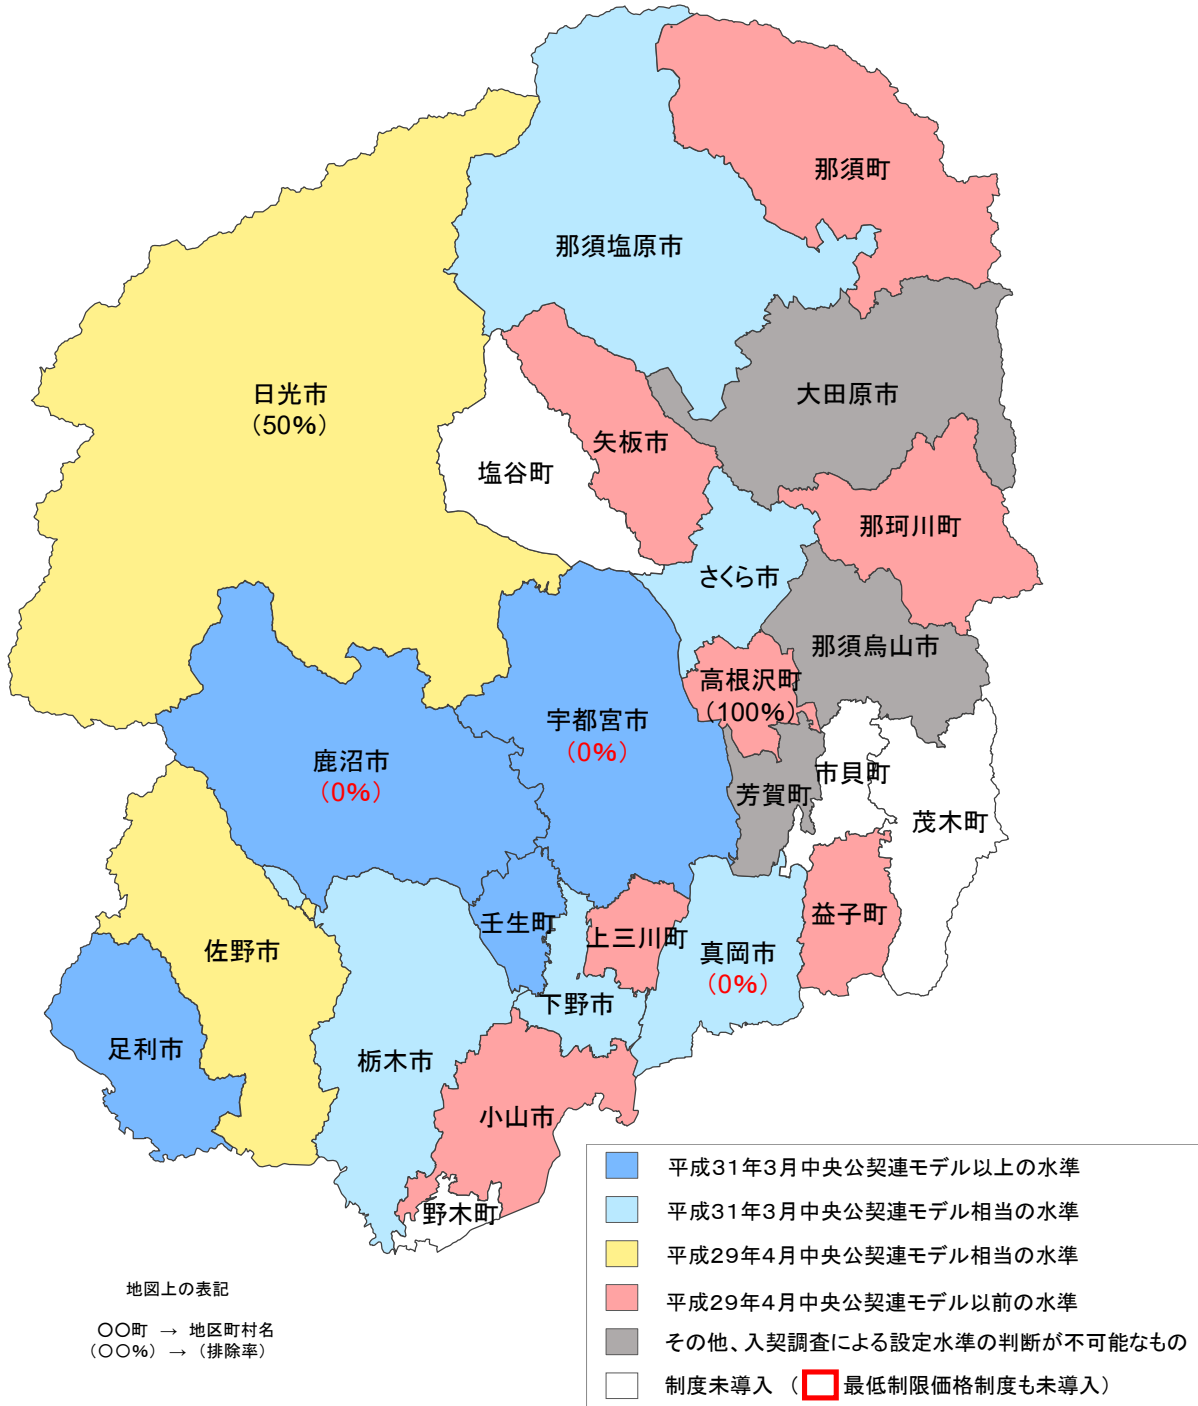 那須町
那須塩原市
日光市
(50%)
大田原市
矢板市
塩谷町
那珂川町
さくら市
那須烏山市
高根沢町
(100%)
宇都宮市
(0%)
鹿沼市
(0%)
市貝町
芳賀町
茂木町
益子町
壬生町
上三川町
佐野市
真岡市
(0%)
下野市
足利市
栃木市
小山市
野木町
平成31年3月中央公契連モデル以上の水準
平成31年3月中央公契連モデル相当の水準
平成29年4月中央公契連モデル相当の水準
平成29年4月中央公契連モデル以前の水準
その他、入契調査による設定水準の判断が不可能なもの
制度未導入 ( 最低制限価格制度も未導入)
地図上の表記
〇〇町 → 地区町村名
(〇〇%) → (排除率)